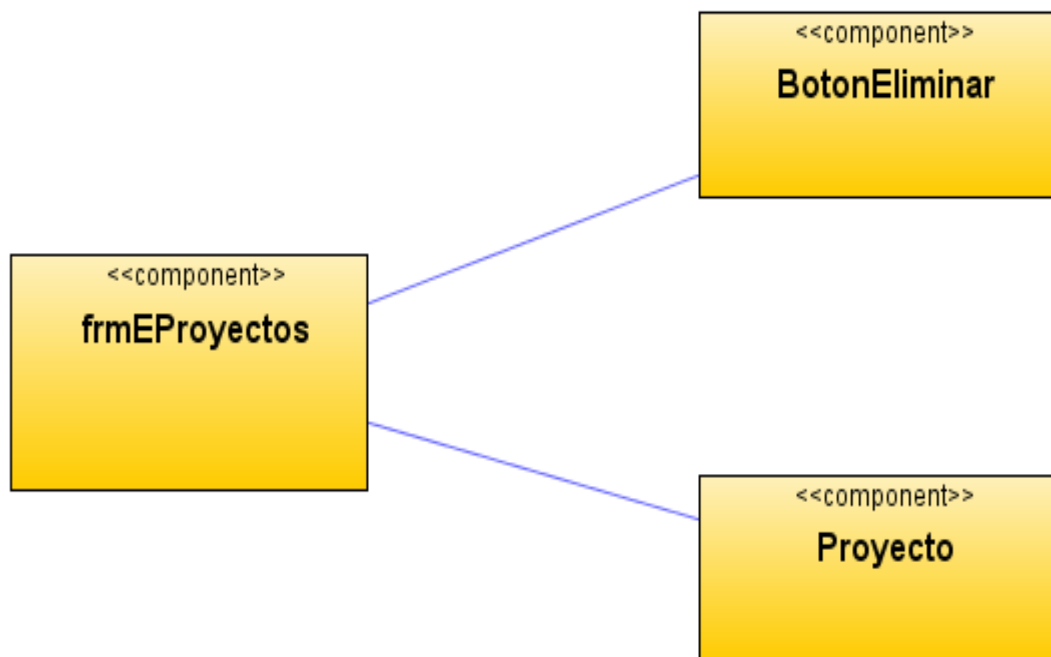 <<component>>
BotonEliminar
<<component>>
frmEProyectos
<<component>>
Proyecto